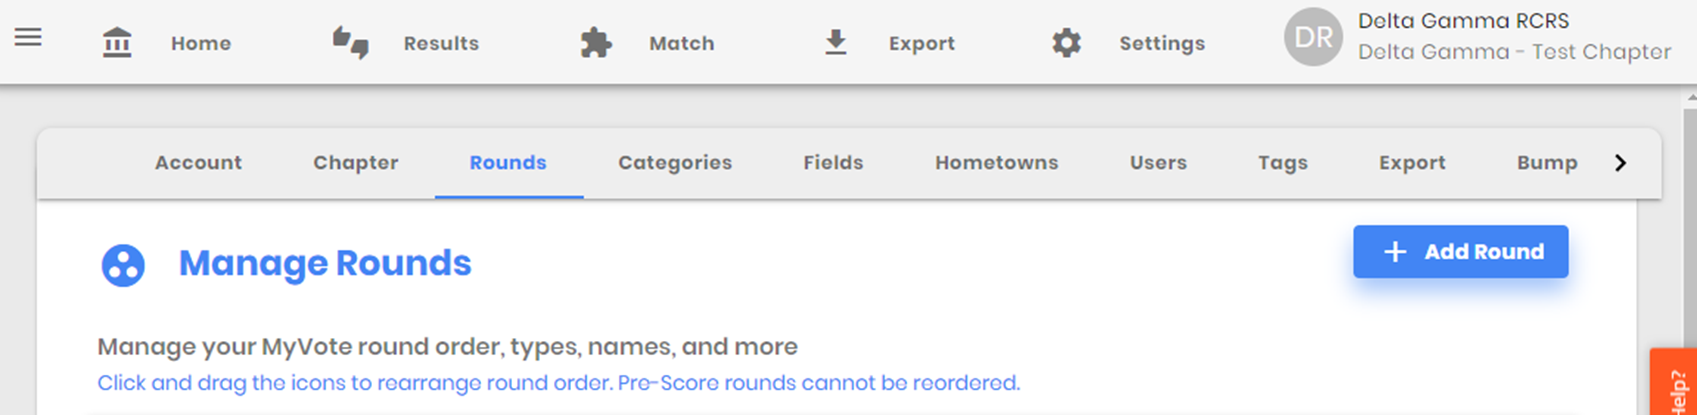 Home Results Match Export Settings DR Delta Gamma RCRS
Delta Gamma - Test Chapter
Account Chapter Rounds Categories Fields Hometowns Users Tags Export Bump
Manage Rounds
+ Add Round
Manage your MyVote round order, types, names, and more
Click and drag the icons to rearrange round order. Pre-Score rounds cannot be reordered.